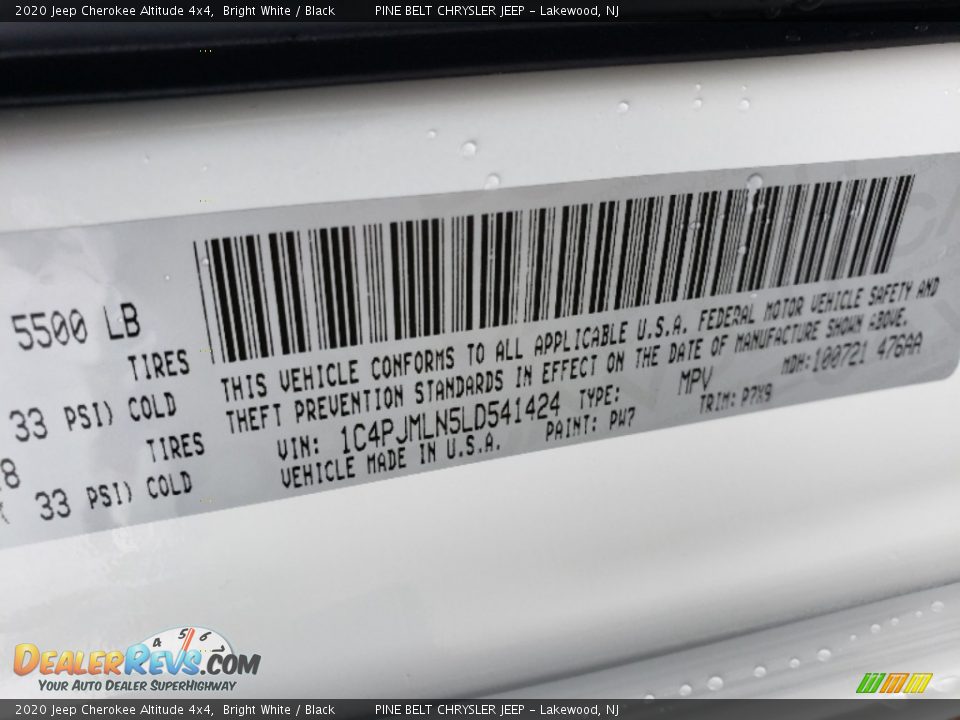 2020 Jeep Cherokee Altitude 4x4, Bright White / Black PINE BELT CHRYSLER JEEP - Lakewood, NJ
5500 LB
TIRES
33 PSI) COLD
TIRES
33 PSI) COLD
THIS VEHICLE CONFORMS TO ALL APPLICABLE U.S.A. FEDERAL MOTOR VEHICLE SAFETY AND
THEFT PREVENTION STANDARDS IN EFFECT ON THE DATE OF MANUFACTURE SHOWN ABOVE.
VIN: 1C4PJMLN5LD541424 TYPE: MPV MDH:100721 476AA
VEHICLE MADE IN U.S.A. PAINT: PW7 TRIM: P7X9
4 5 6 7
DEALERREVS.COM
YOUR AUTO DEALER SUPERHIGHWAY
2020 Jeep Cherokee Altitude 4x4, Bright White / Black PINE BELT CHRYSLER JEEP - Lakewood, NJ